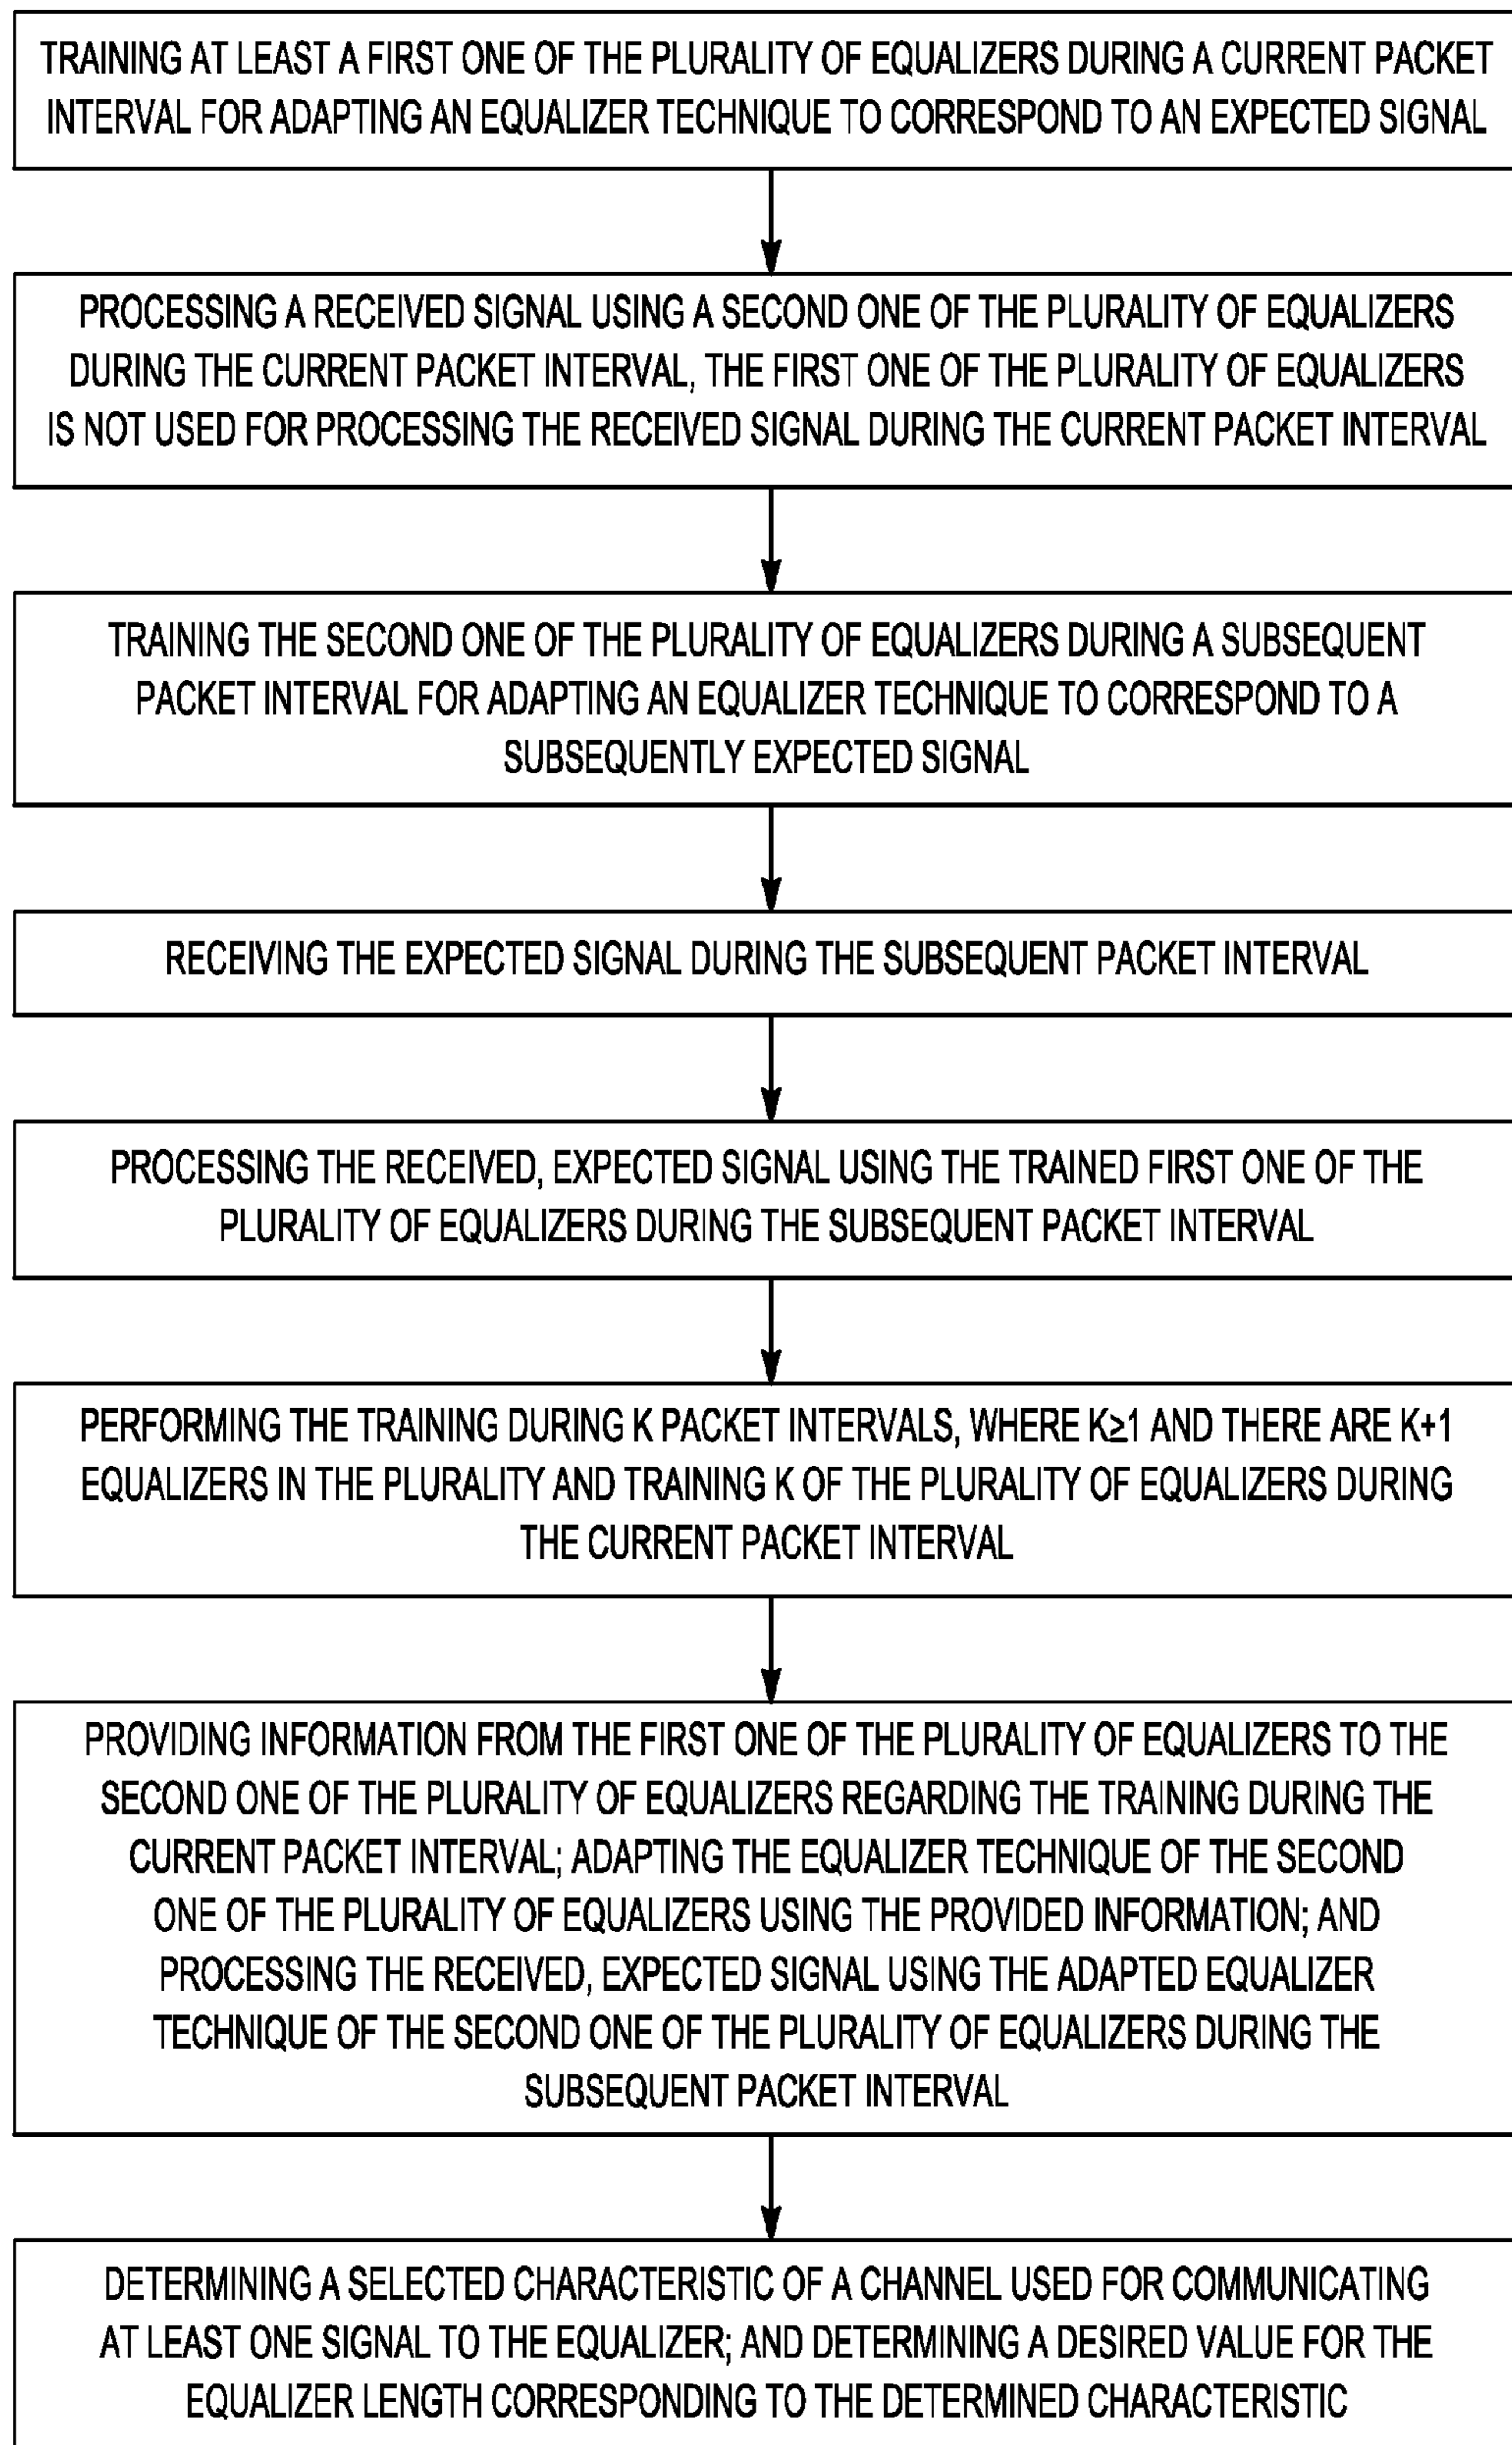 TRAINING AT LEAST A FIRST ONE OF THE PLURALITY OF EQUALIZERS DURING A CURRENT PACKET
INTERVAL FOR ADAPTING AN EQUALIZER TECHNIQUE TO CORRESPOND TO AN EXPECTED SIGNAL
PROCESSING A RECEIVED SIGNAL USING A SECOND ONE OF THE PLURALITY OF EQUALIZERS
DURING THE CURRENT PACKET INTERVAL, THE FIRST ONE OF THE PLURALITY OF EQUALIZERS
IS NOT USED FOR PROCESSING THE RECEIVED SIGNAL DURING THE CURRENT PACKET INTERVAL
TRAINING THE SECOND ONE OF THE PLURALITY OF EQUALIZERS DURING A SUBSEQUENT
PACKET INTERVAL FOR ADAPTING AN EQUALIZER TECHNIQUE TO CORRESPOND TO A
SUBSEQUENTLY EXPECTED SIGNAL
RECEIVING THE EXPECTED SIGNAL DURING THE SUBSEQUENT PACKET INTERVAL
PROCESSING THE RECEIVED, EXPECTED SIGNAL USING THE TRAINED FIRST ONE OF THE
PLURALITY OF EQUALIZERS DURING THE SUBSEQUENT PACKET INTERVAL
PERFORMING THE TRAINING DURING K PACKET INTERVALS, WHERE K≥1 AND THERE ARE K+1
EQUALIZERS IN THE PLURALITY AND TRAINING K OF THE PLURALITY OF EQUALIZERS DURING
THE CURRENT PACKET INTERVAL
PROVIDING INFORMATION FROM THE FIRST ONE OF THE PLURALITY OF EQUALIZERS TO THE
SECOND ONE OF THE PLURALITY OF EQUALIZERS REGARDING THE TRAINING DURING THE
CURRENT PACKET INTERVAL; ADAPTING THE EQUALIZER TECHNIQUE OF THE SECOND
ONE OF THE PLURALITY OF EQUALIZERS USING THE PROVIDED INFORMATION; AND
PROCESSING THE RECEIVED, EXPECTED SIGNAL USING THE ADAPTED EQUALIZER
TECHNIQUE OF THE SECOND ONE OF THE PLURALITY OF EQUALIZERS DURING THE
SUBSEQUENT PACKET INTERVAL
DETERMINING A SELECTED CHARACTERISTIC OF A CHANNEL USED FOR COMMUNICATING
AT LEAST ONE SIGNAL TO THE EQUALIZER; AND DETERMINING A DESIRED VALUE FOR THE
EQUALIZER LENGTH CORRESPONDING TO THE DETERMINED CHARACTERISTIC